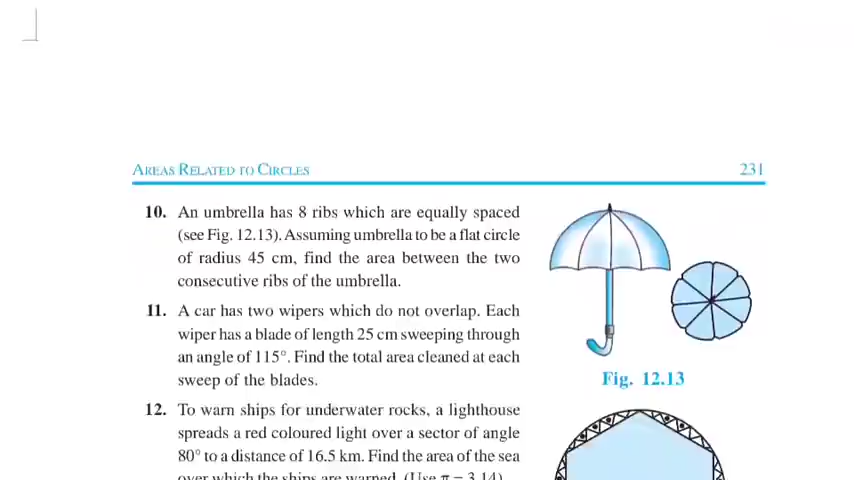 AREAS RELATED TO CIRCLES 231
10. An umbrella has 8 ribs which are equally spaced
(see Fig. 12.13). Assuming umbrella to be a flat circle
of radius 45 cm, find the area between the two
consecutive ribs of the umbrella.
11. A car has two wipers which do not overlap. Each
wiper has a blade of length 25 cm sweeping through
an angle of 115°. Find the total area cleaned at each
sweep of the blades.
Fig. 12.13
12. To warn ships for underwater rocks, a lighthouse
spreads a red coloured light over a sector of angle
80° to a distance of 16.5 km. Find the area of the sea
over which the ships are warned. (Use π = 3.14)